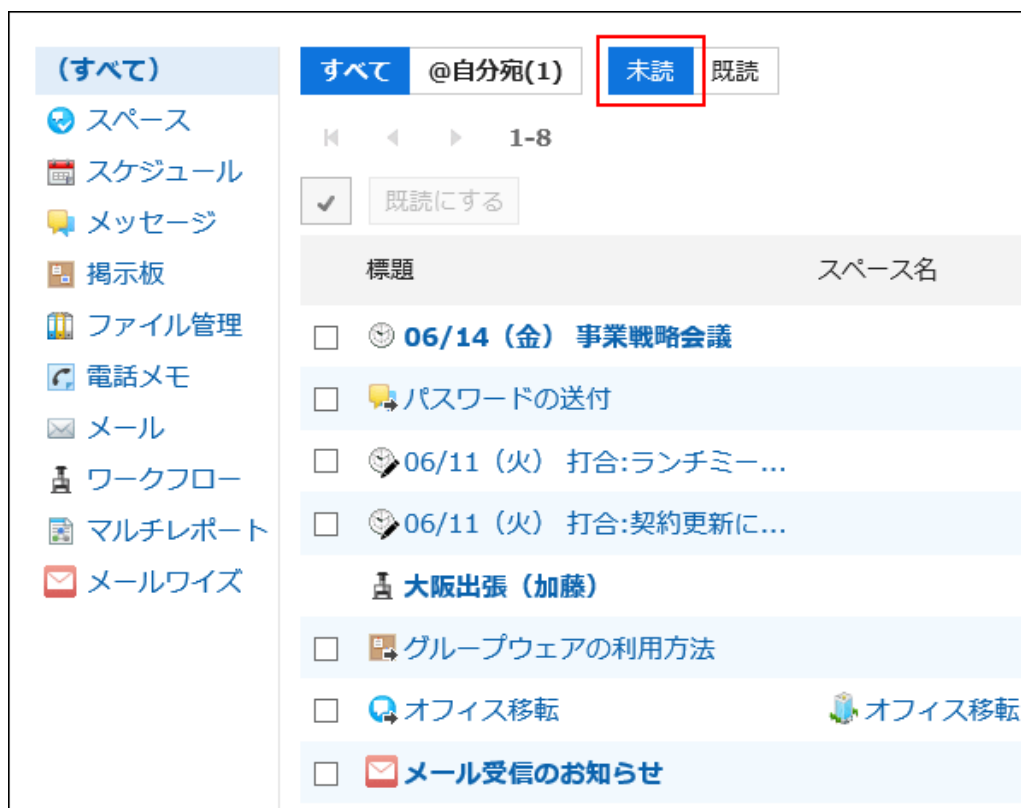 (すべて)
スペース
スケジュール
メッセージ
掲示板
ファイル管理
電話メモ
メール
ワークフロー
マルチレポート
メールワイズ
すべて @自分宛(1) 未読 既読
1-8
既読にする
標題 スペース名
06/14（金） 事業戦略会議
パスワードの送付
06/11（火） 打合:ランチミー...
06/11（火） 打合:契約更新に...
大阪出張（加藤）
グループウェアの利用方法
オフィス移転 オフィス移転
メール受信のお知らせ